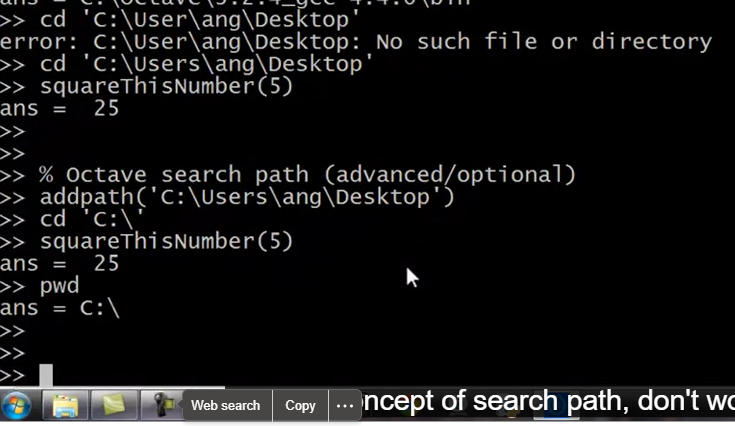 ans = C:\Octave\3.2.4_gcc-4.4.0\bin
>> cd 'C:\User\ang\Desktop'
error: C:\User\ang\Desktop: No such file or directory
>> cd 'C:\Users\ang\Desktop'
>> squareThisNumber(5)
ans =  25
>>
>>
>> % Octave search path (advanced/optional)
>> addpath('C:\Users\ang\Desktop')
>> cd 'C:\'
>> squareThisNumber(5)
ans =  25
>> pwd
ans = C:\
>>
>>
>>
Web search Copy ... ncept of search path, don't wo